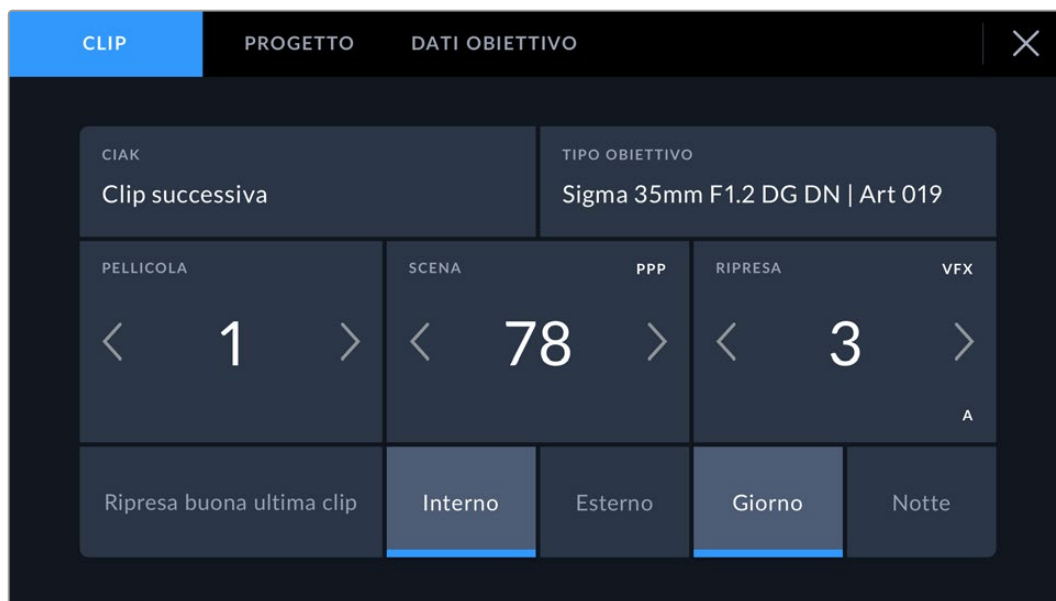 CLIP PROGETTO DATI OBIETTIVO
CIAK
Clip successiva
TIPO OBIETTIVO
Sigma 35mm F1.2 DG DN | Art 019
PELLICOLA
1
SCENA PPP
78
RIPRESA VFX
3
A
Ripresa buona ultima clip
Interno
Esterno
Giorno
Notte